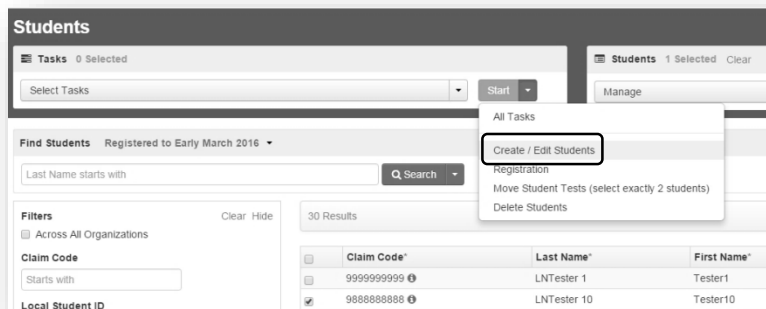 Students
Tasks 0 Selected
Students 1 Selected Clear
Select Tasks
Start
Manage
All Tasks
Create / Edit Students
Registration
Move Student Tests (select exactly 2 students)
Delete Students
Find Students Registered to Early March 2016
Last Name starts with
Search
Filters Clear Hide
30 Results
Across All Organizations
Claim Code
Starts with
Local Student ID
Claim Code* Last Name* First Name*
9999999999 LNTester 1 Tester1
9888888888 LNTester 10 Tester10